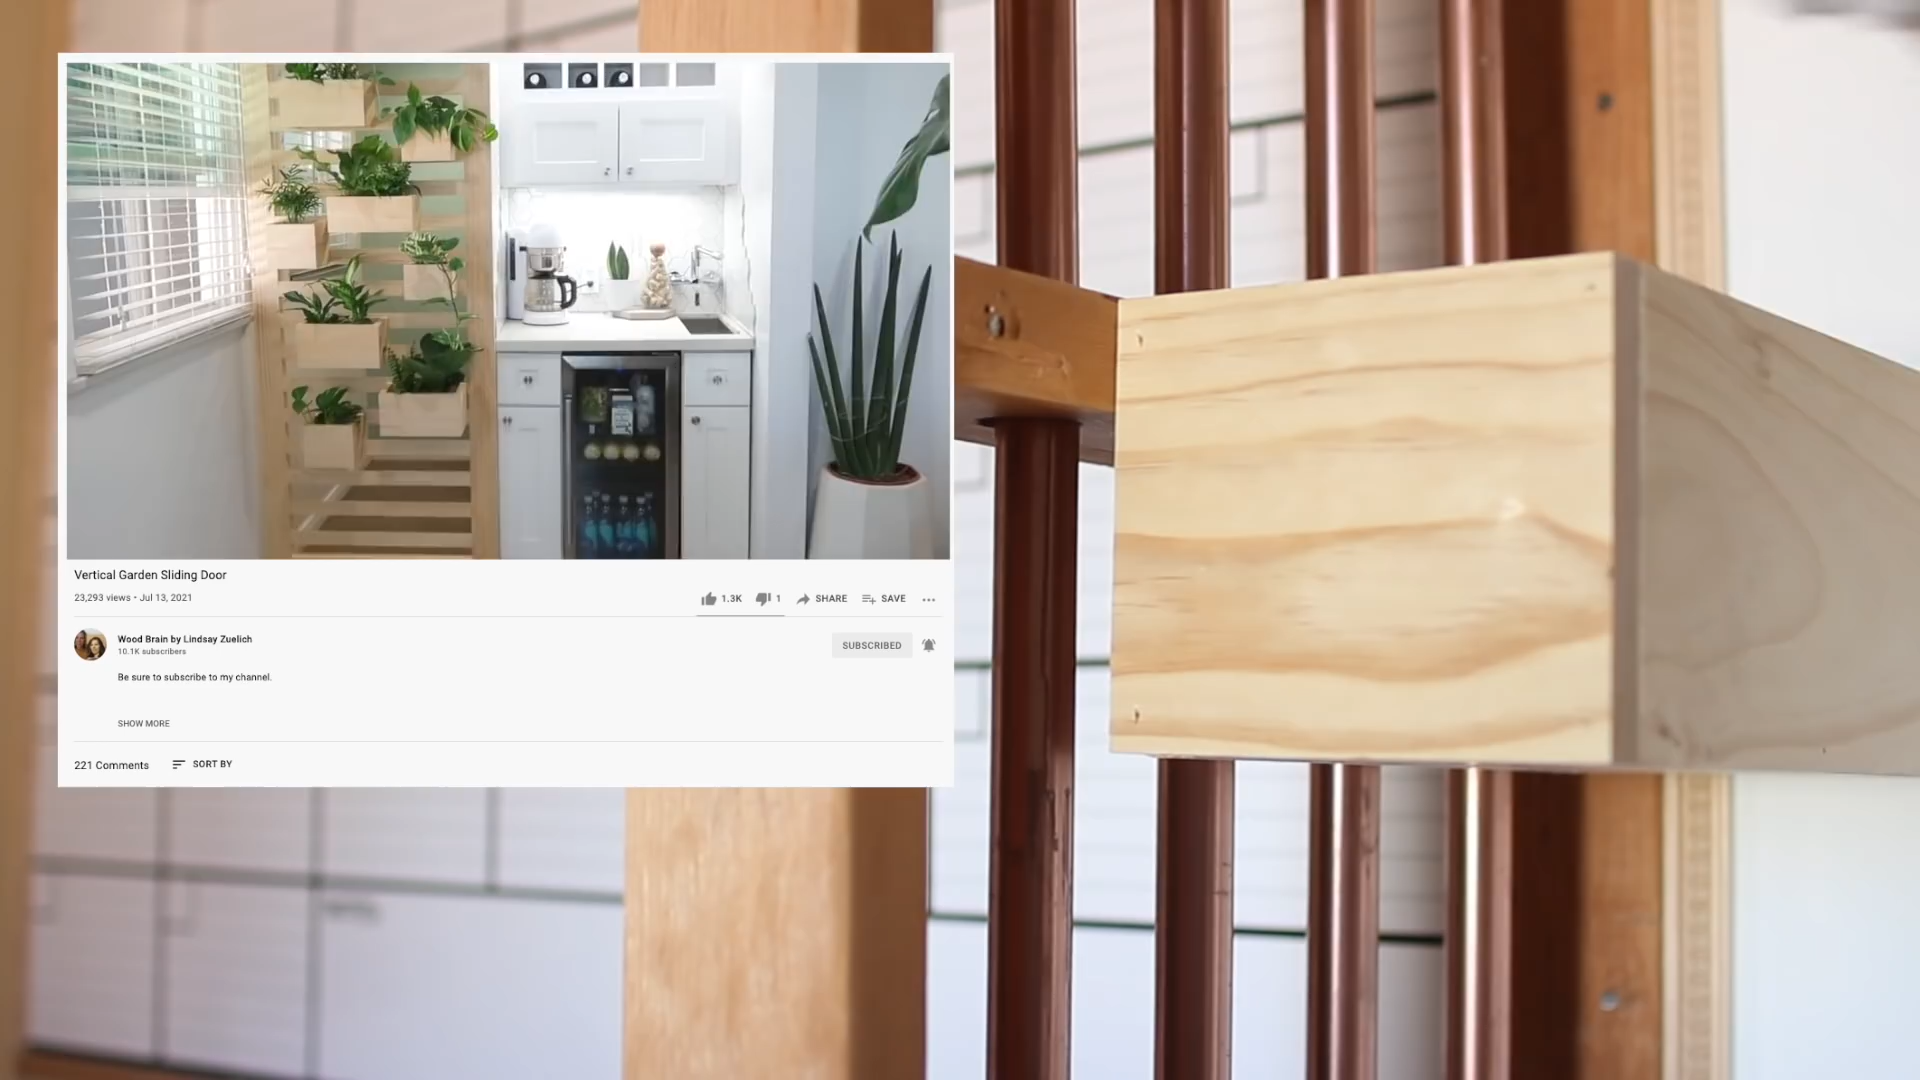 Vertical Garden Sliding Door
23,293 views • Jul 13, 2021
1.3K 1 SHARE SAVE ...
Wood Brain by Lindsay Zuelich
10.1K subscribers
SUBSCRIBED
Be sure to subscribe to my channel.
SHOW MORE
221 Comments SORT BY